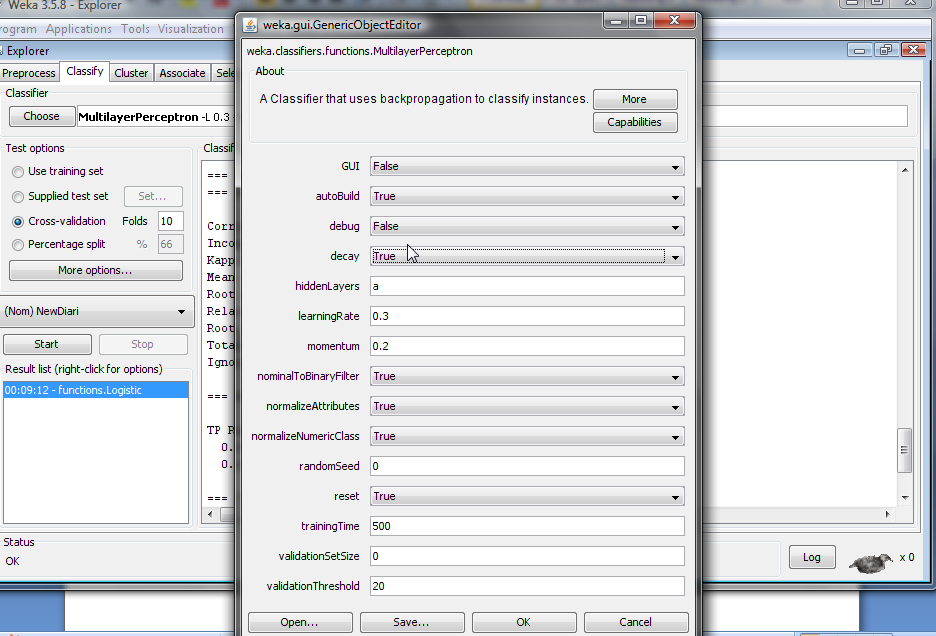 Weka 3.5.8 - Explorer
Program Applications Tools Visualization
Explorer
Preprocess Classify Cluster Associate Sele
Classifier
Choose MultilayerPerceptron -L 0.3 -
Test options
Use training set
Supplied test set Set...
Cross-validation Folds 10
Percentage split % 66
More options...
(Nom) NewDiari
Start Stop
Result list (right-click for options)
00:09:12 - functions.Logistic
Classif
===
===
Corr
Inco
Kapp
Mean
Root
Rela
Root
Tota
Igno
===
TP R
0.
0.
===
Status
OK
Log x 0
weka.gui.GenericObjectEditor
weka.classifiers.functions.MultilayerPerceptron
About
A Classifier that uses backpropagation to classify instances.
More
Capabilities
GUI False
autoBuild True
debug False
decay True
hiddenLayers a
learningRate 0.3
momentum 0.2
nominalToBinaryFilter True
normalizeAttributes True
normalizeNumericClass True
randomSeed 0
reset True
trainingTime 500
validationSetSize 0
validationThreshold 20
Open... Save... OK Cancel